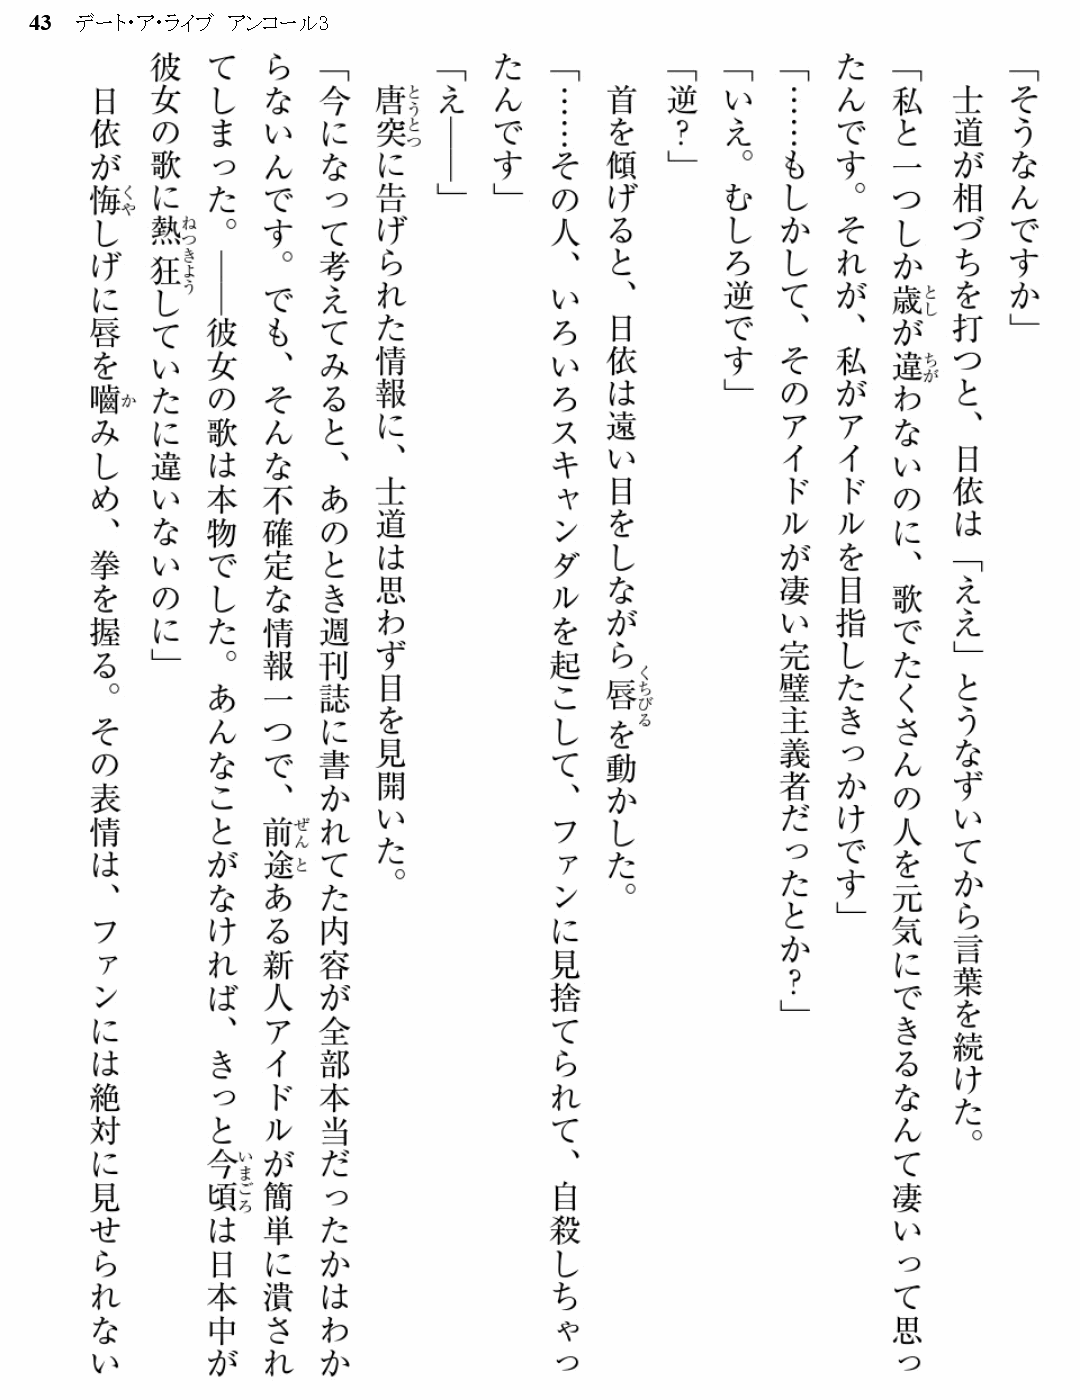 43 デート・ア・ライブ アンコール3
「そうなんですか」
士道が相づちを打つと、日依は「ええ」とうなずいてから言葉を続けた。
「私と一つしか歳が違わないのに、歌でたくさんの人を元気にできるなんて凄いって思っ
たんです。それが、私がアイドルを目指したきっかけです」
「……もしかして、そのアイドルが凄い完璧主義者だったとか?」
「いえ。むしろ逆です」
「逆?」
首を傾げると、日依は遠い目をしながら唇を動かした。
「……その人、いろいろスキャンダルを起こして、ファンに見捨てられて、自殺しちゃっ
たんです」
「え――」
唐突に告げられた情報に、士道は思わず目を見開いた。
「今になって考えてみると、あのとき週刊誌に書かれてた内容が全部本当だったかはわか
らないんです。でも、そんな不確定な情報一つで、前途ある新人アイドルが簡単に潰され
てしまった。――彼女の歌は本物でした。あんなことがなければ、きっと今頃は日本中が
彼女の歌に熱狂していたに違いないのに」
日依が悔しげに唇を嚙みしめ、拳を握る。その表情は、ファンには絶対に見せられない